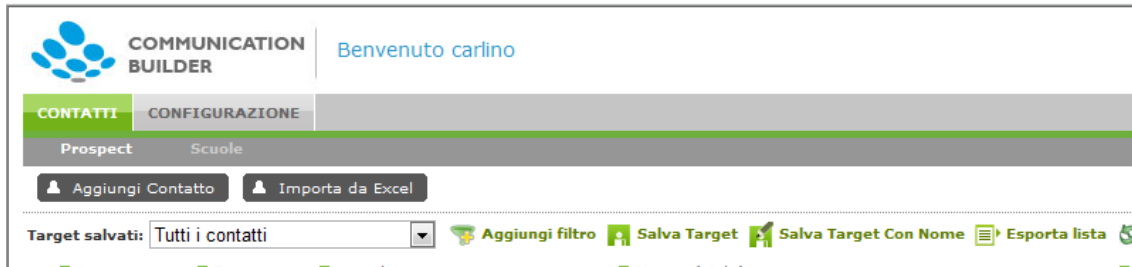 COMMUNICATION
BUILDER
Benvenuto carlino
CONTATTI CONFIGURAZIONE
Prospect Scuole
Aggiungi Contatto Importa da Excel
Target salvati: Tutti i contatti Aggiungi filtro Salva Target Salva Target Con Nome Esporta lista